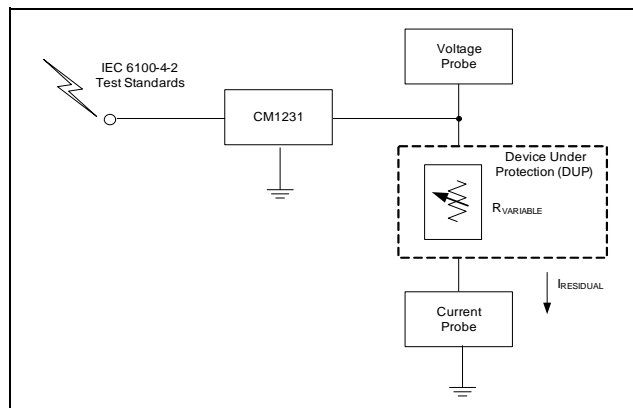 IEC 6100-4-2
Test Standards
CM1231
Voltage
Probe
Device Under
Protection (DUP)
RVARIABLE
IRESIDUAL
Current
Probe